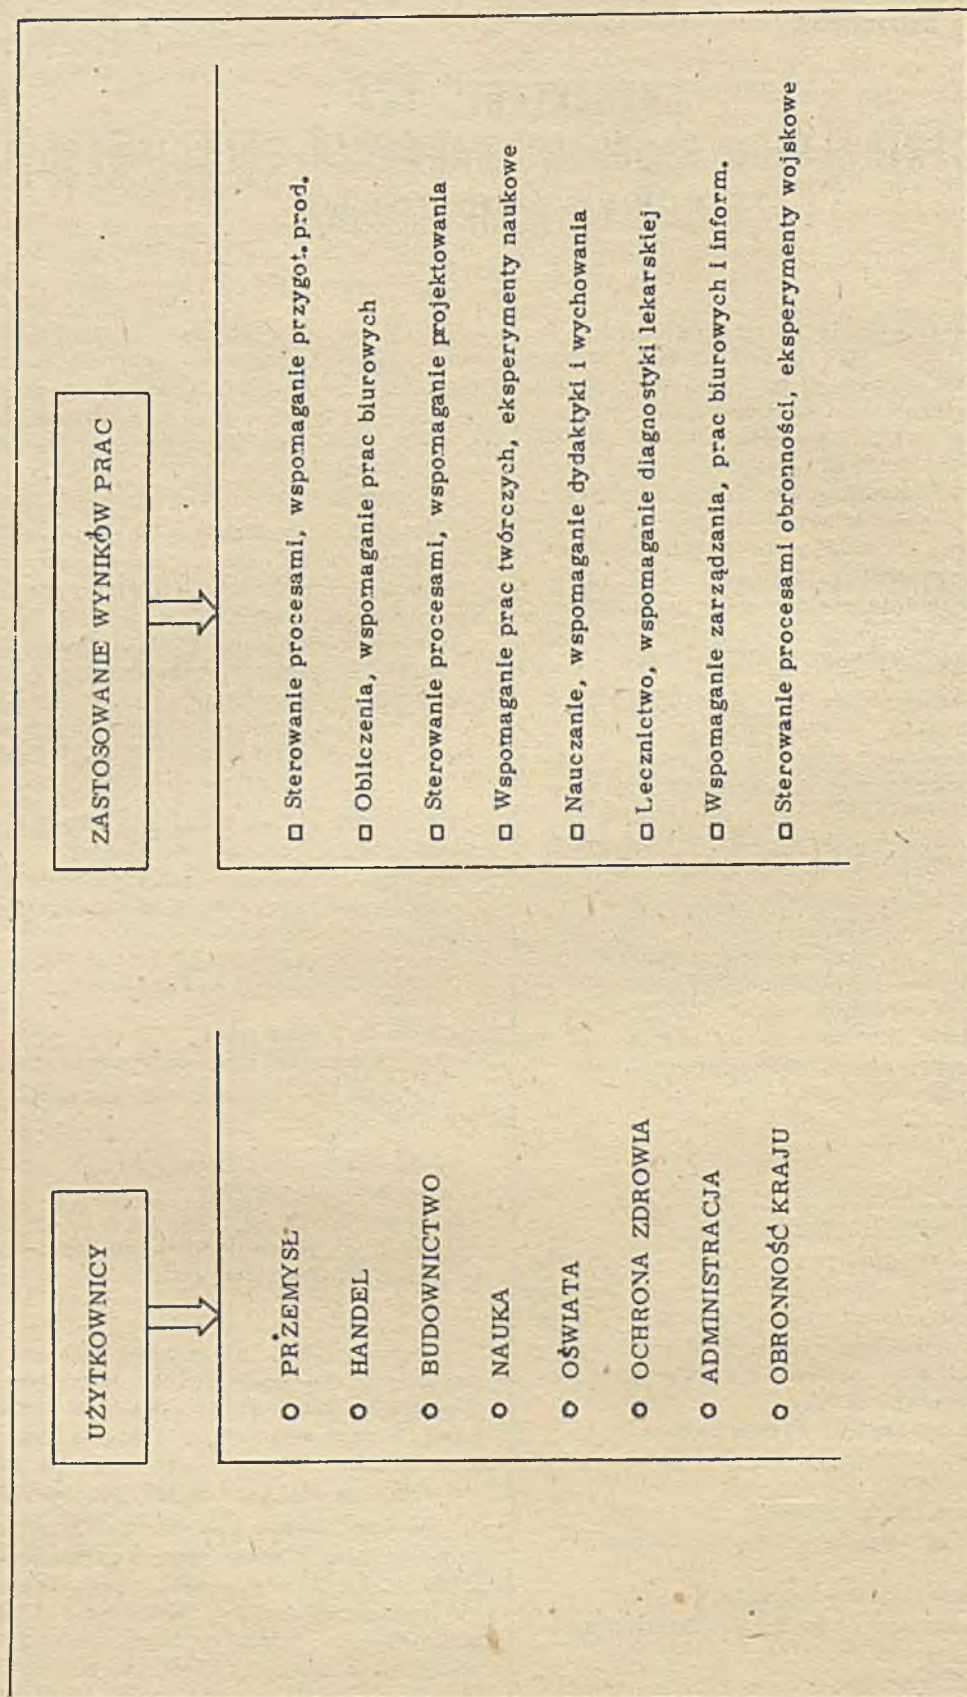 UŻYTKOWNICY
○ PRZEMYSŁ
○ HANDEL
○ BUDOWNICTWO
○ NAUKA
○ OŚWIATA
○ OCHRONA ZDROWIA
○ ADMINISTRACJA
○ OBRONNOŚĆ KRAJU
ZASTOSOWANIE WYNIKÓW PRAC
□ Sterowanie procesami, wspomaganie przygot. prod.
□ Obliczenia, wspomaganie prac biurowych
□ Sterowanie procesami, wspomaganie projektowania
□ Wspomaganie prac twórczych, eksperymenty naukowe
□ Nauczanie, wspomaganie dydaktyki i wychowania
□ Lecznictwo, wspomaganie diagnostyki lekarskiej
□ Wspomaganie zarządzania, prac biurowych i inform.
□ Sterowanie procesami obronności, eksperymenty wojskowe